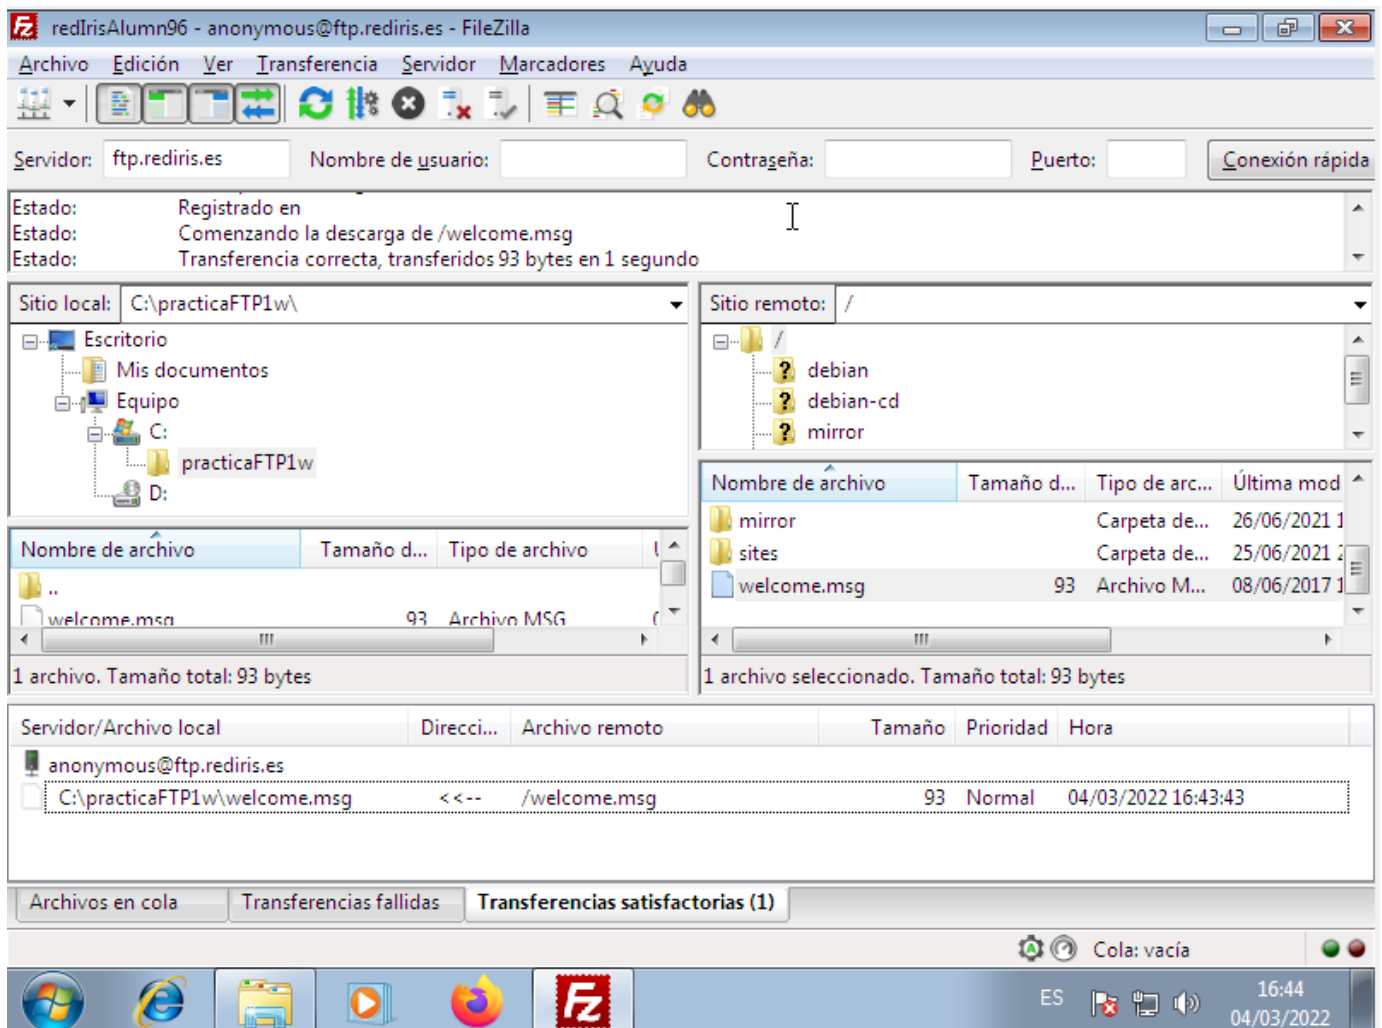 redIrisAlumn96 - anonymous@ftp.rediris.es - FileZilla
Archivo Edición Ver Transferencia Servidor Marcadores Ayuda
Servidor: ftp.rediris.es Nombre de usuario: Contraseña: Puerto: Conexión rápida
Estado: Registrado en
Estado: Comenzando la descarga de /welcome.msg
Estado: Transferencia correcta, transferidos 93 bytes en 1 segundo
Sitio local: C:\practicaFTP1w\
Escritorio
Mis documentos
Equipo
C:
practicaFTP1w
D:
Nombre de archivo Tamaño d... Tipo de archivo
..
welcome.msg 93 Archivo MSG
1 archivo. Tamaño total: 93 bytes
Sitio remoto: /
/
debian
debian-cd
mirror
Nombre de archivo Tamaño d... Tipo de arc... Última mod
mirror Carpeta de... 26/06/2021 1
sites Carpeta de... 25/06/2021 2
welcome.msg 93 Archivo M... 08/06/2017 1
1 archivo seleccionado. Tamaño total: 93 bytes
Servidor/Archivo local Direcci... Archivo remoto Tamaño Prioridad Hora
anonymous@ftp.rediris.es
C:\practicaFTP1w\welcome.msg <<-- /welcome.msg 93 Normal 04/03/2022 16:43:43
Archivos en cola Transferencias fallidas Transferencias satisfactorias (1)
Cola: vacía
ES 16:44
04/03/2022